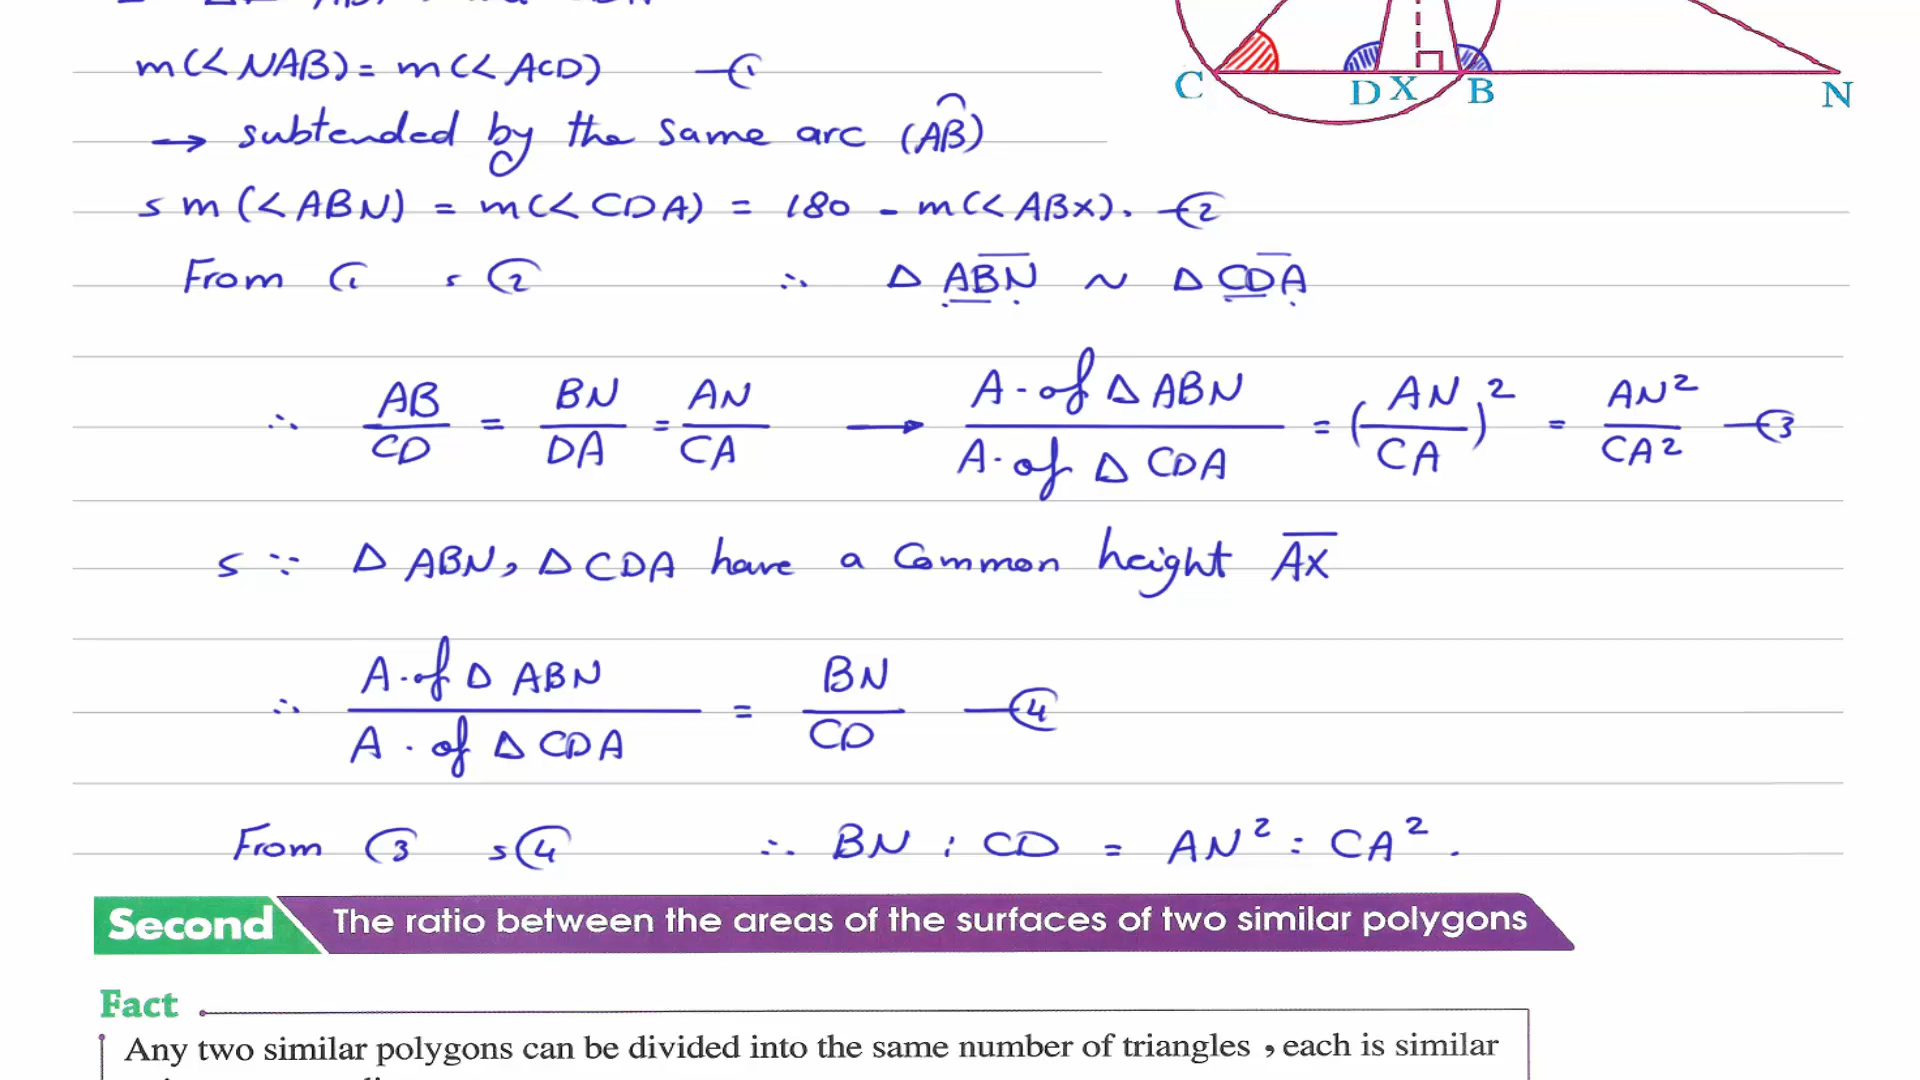 m(< NAB) = m(< ACD) —①
→ subtended by the same arc (AB)
C D X B N
, m(< ABN) = m(< CDA) = 180 - m(< ABX). —②
From ① , ② ∴ Δ ABN ~ Δ CDA
∴ AB/CD = BN/DA = AN/CA → A. of Δ ABN / A. of Δ CDA = (AN/CA)² = AN²/CA² —③
, ∵ Δ ABN, Δ CDA have a common height AX
∴ A. of Δ ABN / A. of Δ CDA = BN/CD —④
From ③ , ④ ∴ BN : CD = AN² : CA².
Second The ratio between the areas of the surfaces of two similar polygons
Fact
Any two similar polygons can be divided into the same number of triangles , each is similar